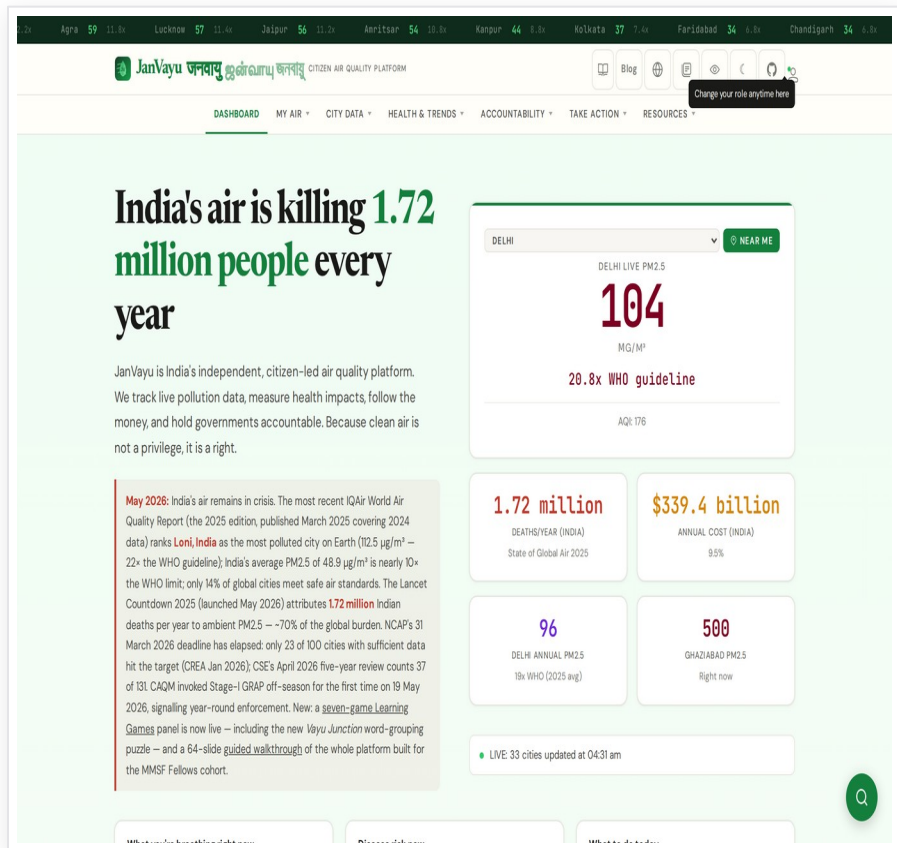 2.2x Agra 59 11.8x Lucknow 57 11.4x Jaipur 56 11.2x Amritsar 54 10.8x Kanpur 44 8.8x Kolkata 37 7.4x Faridabad 34 6.8x Chandigarh 34 6.8x
JanVayu जनवायु ஜன்வாயு जनवायु CITIZEN AIR QUALITY PLATFORM
Blog
Change your role anytime here
DASHBOARD MY AIR CITY DATA HEALTH & TRENDS ACCOUNTABILITY TAKE ACTION RESOURCES
India's air is killing 1.72
million people every
year
JanVayu is India's independent, citizen-led air quality platform.
We track live pollution data, measure health impacts, follow the
money, and hold governments accountable. Because clean air is
not a privilege, it is a right.
May 2026: India's air remains in crisis. The most recent IQAir World Air
Quality Report (the 2025 edition, published March 2025 covering 2024
data) ranks Loni, India as the most polluted city on Earth (112.5 µg/m³ —
22× the WHO guideline); India's average PM2.5 of 48.9 µg/m³ is nearly 10×
the WHO limit; only 14% of global cities meet safe air standards. The Lancet
Countdown 2025 (launched May 2026) attributes 1.72 million Indian
deaths per year to ambient PM2.5 — ~70% of the global burden. NCAP's 31
March 2026 deadline has elapsed: only 23 of 100 cities with sufficient data
hit the target (CREA Jan 2026); CSE's April 2026 five-year review counts 37
of 131. CAQM invoked Stage-I GRAP off-season for the first time on 19 May
2026, signalling year-round enforcement. New: a seven-game Learning
Games panel is now live — including the new Vayu Junction word-grouping
puzzle — and a 64-slide guided walkthrough of the whole platform built for
the MMSF Fellows cohort.
DELHI NEAR ME
DELHI LIVE PM2.5
104
MG/M³
20.8x WHO guideline
AQI: 176
1.72 million
DEATHS/YEAR (INDIA)
State of Global Air 2025
$339.4 billion
ANNUAL COST (INDIA)
9.5%
96
DELHI ANNUAL PM2.5
19x WHO (2025 avg)
500
GHAZIABAD PM2.5
Right now
LIVE: 33 cities updated at 04:31 am
What you're breathing right now
Disease risk now
What to do today